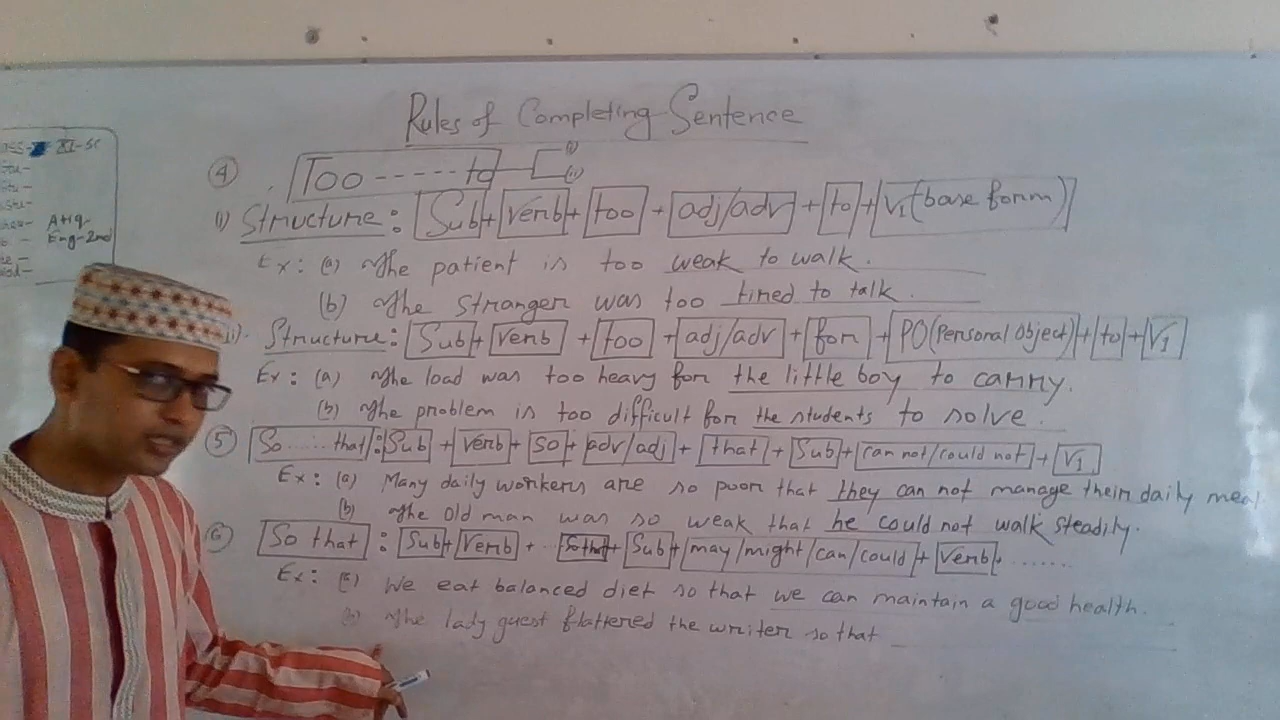 Rules of Completing Sentence
④ Too ----- to (i) (ii)
(i) Structure: Sub + Verb + too + adj/adv + to + V1 (base form)
Ex: (a) The patient is too weak to walk.
(b) The stranger was too tired to talk.
(ii) Structure: Sub + Verb + too + adj/adv + for + PO (Personal Object) + to + V1
Ex: (a) The load was too heavy for the little boy to carry.
(b) The problem is too difficult for the students to solve.
⑤ So ...... that: Sub + Verb + so + adv/adj + that + Sub + can not/could not + V1
Ex: (a) Many daily workers are so poor that they can not manage their daily meal
(b) The old man was so weak that he could not walk steadily.
⑥ So that: Sub + Verb + ... So that + Sub + may/might/can/could + Verb + ......
Ex: (a) We eat balanced diet so that we can maintain a good health.
(b) The lady guest flattered the writer so that
XI-SC
Atiq
Eng-2nd